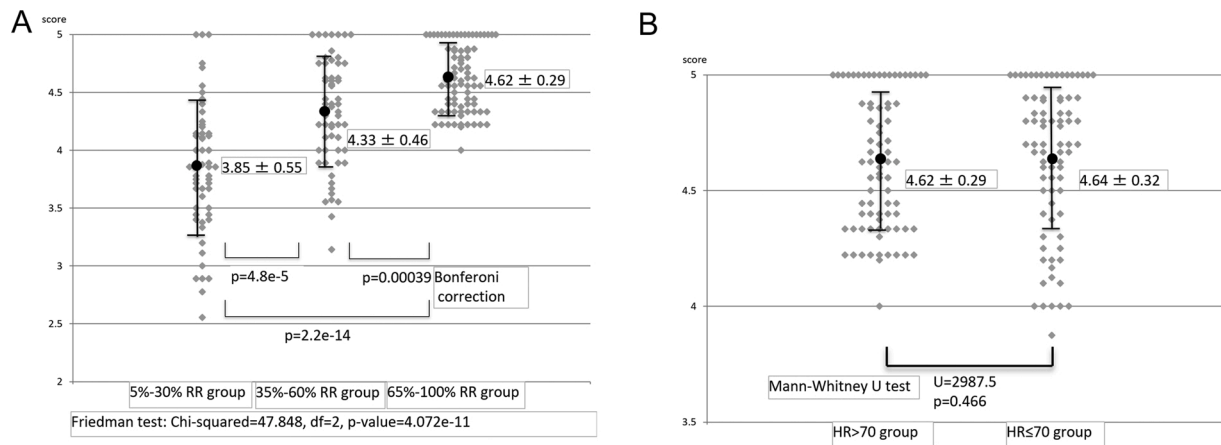 A
score
5
4.5
4
3.5
3
2.5
2
3.85 ± 0.55
4.33 ± 0.46
4.62 ± 0.29
p=4.8e-5
p=0.00039
Bonferoni
correction
p=2.2e-14
5%-30% RR group
35%-60% RR group
65%-100% RR group
Friedman test: Chi-squared=47.848, df=2, p-value=4.072e-11
B
score
5
4.5
4
3.5
4.62 ± 0.29
4.64 ± 0.32
Mann-Whitney U test
U=2987.5
p=0.466
HR>70 group
HR≤70 group